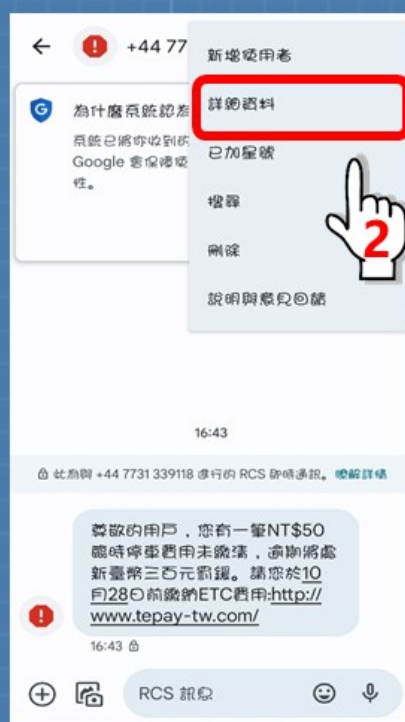 +44 77
新增使用者
詳細資料
為什麼系統認為
已加星號
系統已將你收到的
Google 會保障使
性。
搜尋
2
刪除
說明與意見回饋
16:43
此為與 +44 7731 339118 進行的 RCS 即時通訊。瞭解詳情
尊敬的用戶，您有一筆NT$50
臨時停車費用未繳清，逾期將處
新臺幣三百元罰鍰。請您於10
月28日前繳納ETC費用:http://
www.tepay-tw.com/
16:43
RCS 訊息